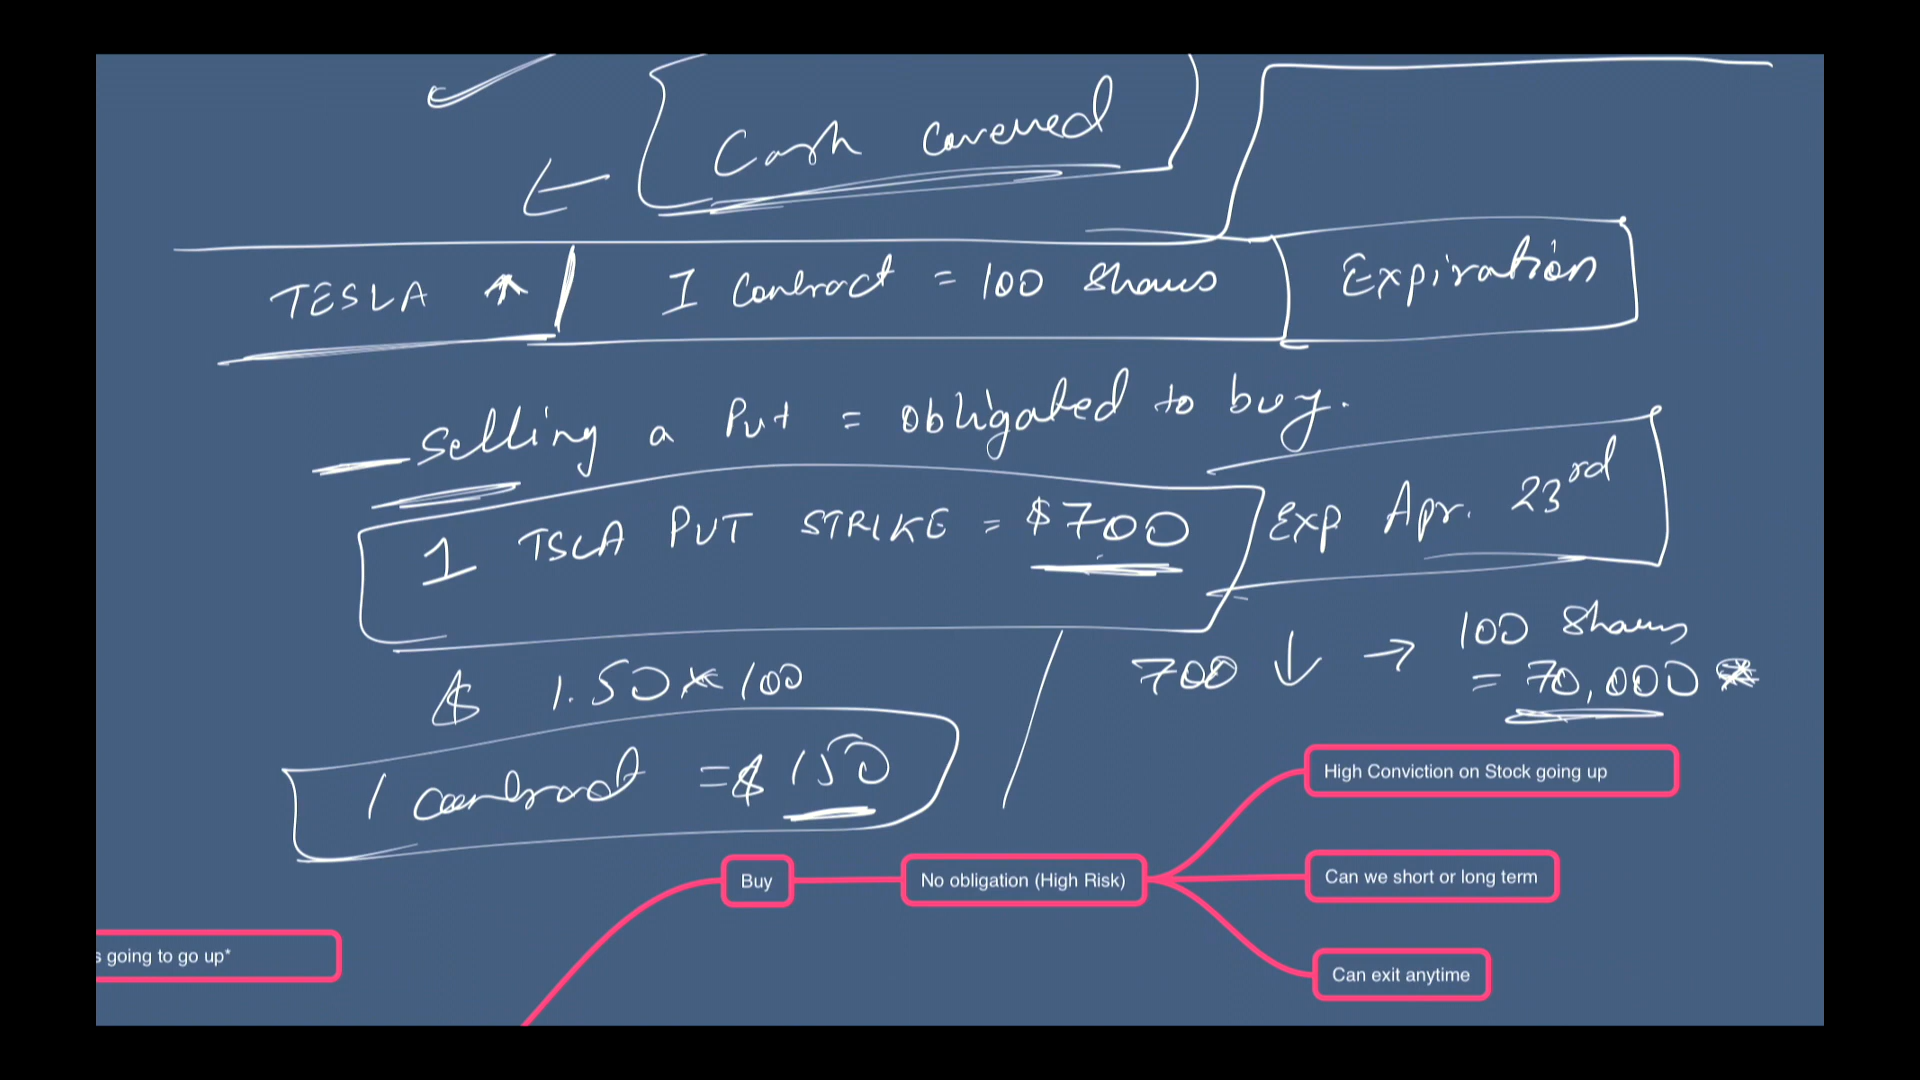 Cash Covered
TESLA 1 Contract = 100 Shares Expiration
Selling a Put = obligated to buy.
1 TSLA PUT STRIKE = $700 Exp Apr. 23rd
$ 1.50 x 100
700 ↓ → 100 Shares
= 70,000 *
1 contract = $ 150
High Conviction on Stock going up
Buy
No obligation (High Risk)
Can we short or long term
s going to go up*
Can exit anytime